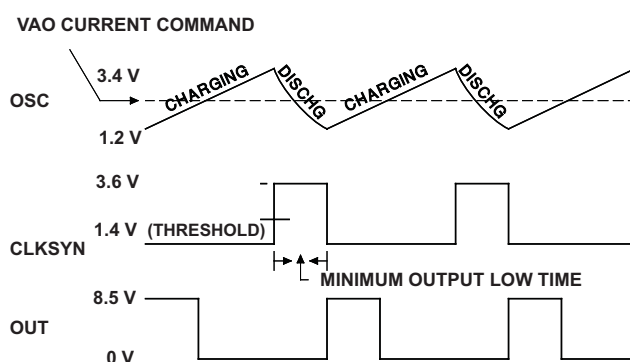 VAO CURRENT COMMAND
3.4 V
CHARGING
DISCHG
CHARGING
DISCHG
OSC
1.2 V
3.6 V
1.4 V (THRESHOLD)
CLKSYN
MINIMUM OUTPUT LOW TIME
8.5 V
OUT
0 V